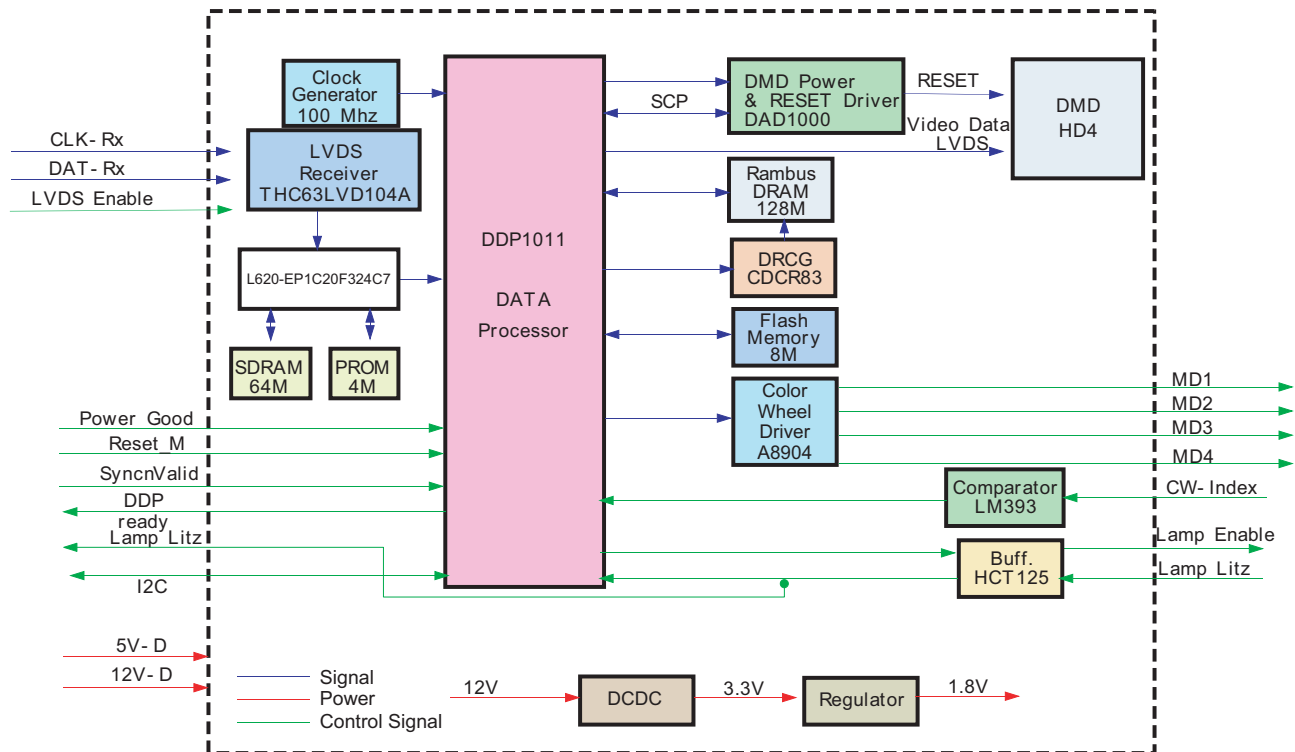 Clock
Generator
100 Mhz
CLK-Rx
DAT-Rx
LVDS Enable
LVDS
Receiver
THC63LVD104A
L620-EP1C20F324C7
SDRAM
64M
PROM
4M
Power Good
Reset_M
SyncnValid
DDP
ready
Lamp Litz
I2C
5V-D
12V-D
DDP1011
DATA
Processor
SCP
DMD Power
& RESET Driver
DAD1000
RESET
Video Data
LVDS
DMD
HD4
Rambus
DRAM
128M
DRCG
CDCR83
Flash
Memory
8M
Color
Wheel
Driver
A8904
MD1
MD2
MD3
MD4
Comparator
LM393
CW-Index
Buff.
HCT125
Lamp Enable
Lamp Litz
Signal
Power
Control Signal
12V
DCDC
3.3V
Regulator
1.8V